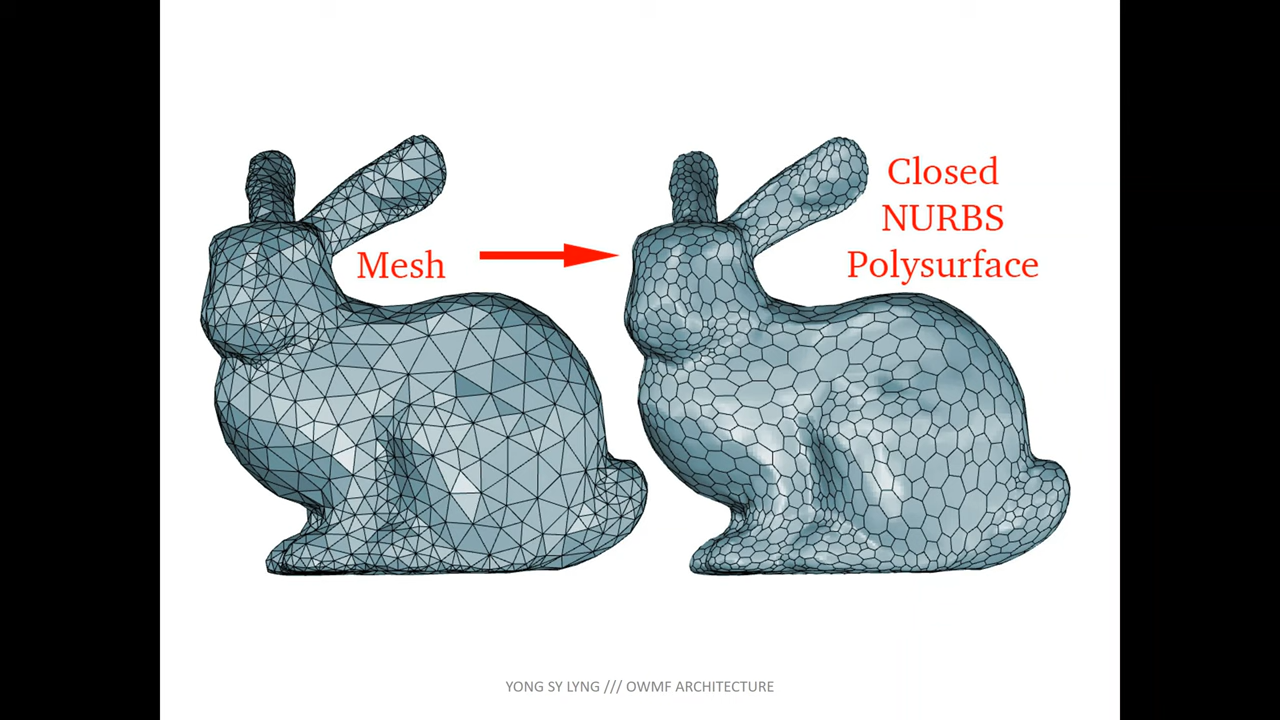 Mesh
Closed
NURBS
Polysurface
YONG SY LYNG /// OWMF ARCHITECTURE